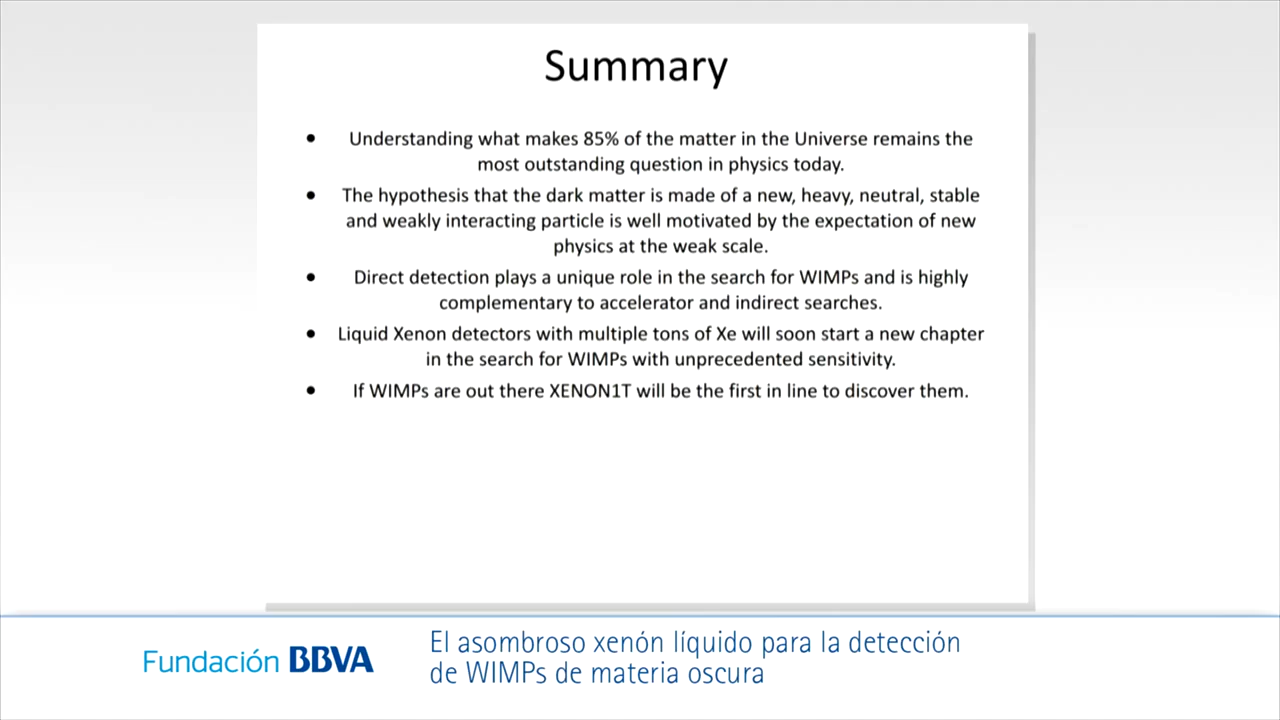 Summary
• Understanding what makes 85% of the matter in the Universe remains the
most outstanding question in physics today.
• The hypothesis that the dark matter is made of a new, heavy, neutral, stable
and weakly interacting particle is well motivated by the expectation of new
physics at the weak scale.
• Direct detection plays a unique role in the search for WIMPs and is highly
complementary to accelerator and indirect searches.
• Liquid Xenon detectors with multiple tons of Xe will soon start a new chapter
in the search for WIMPs with unprecedented sensitivity.
• If WIMPs are out there XENON1T will be the first in line to discover them.
Fundación BBVA
El asombroso xenón líquido para la detección
de WIMPs de materia oscura